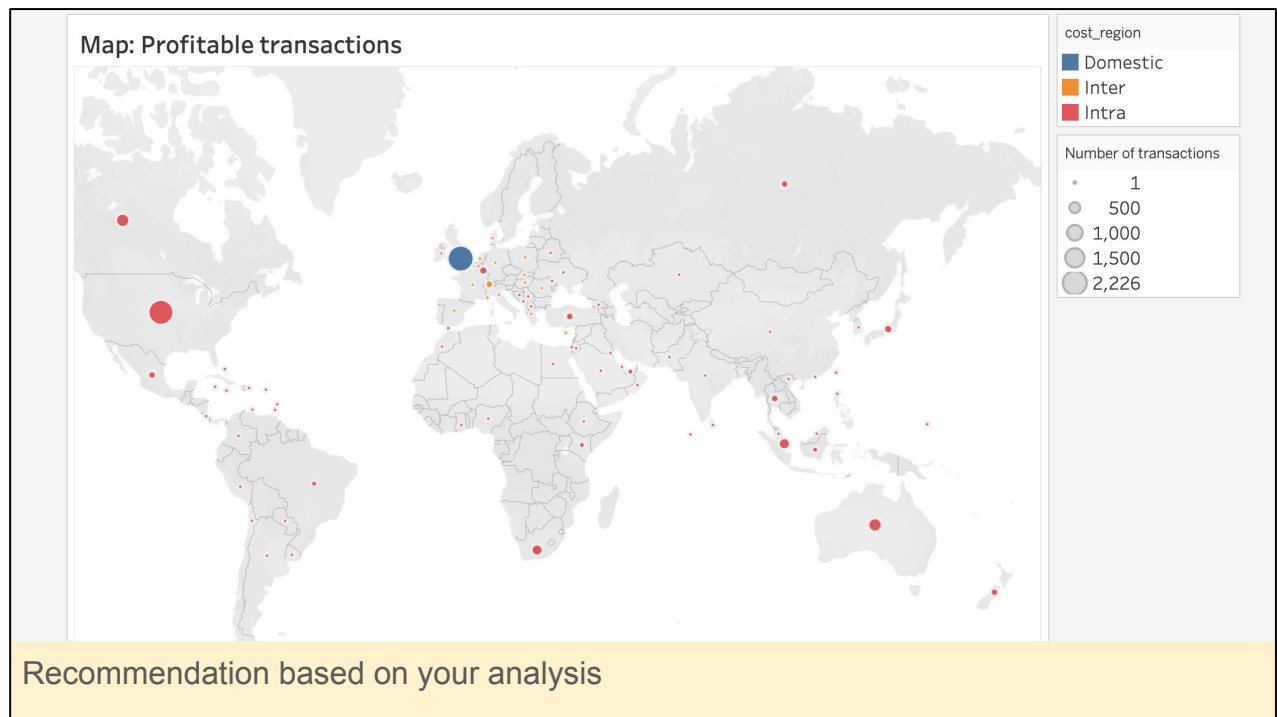 Map: Profitable transactions
cost_region
Domestic
Inter
Intra
Number of transactions
1
500
1,000
1,500
2,226
Recommendation based on your analysis